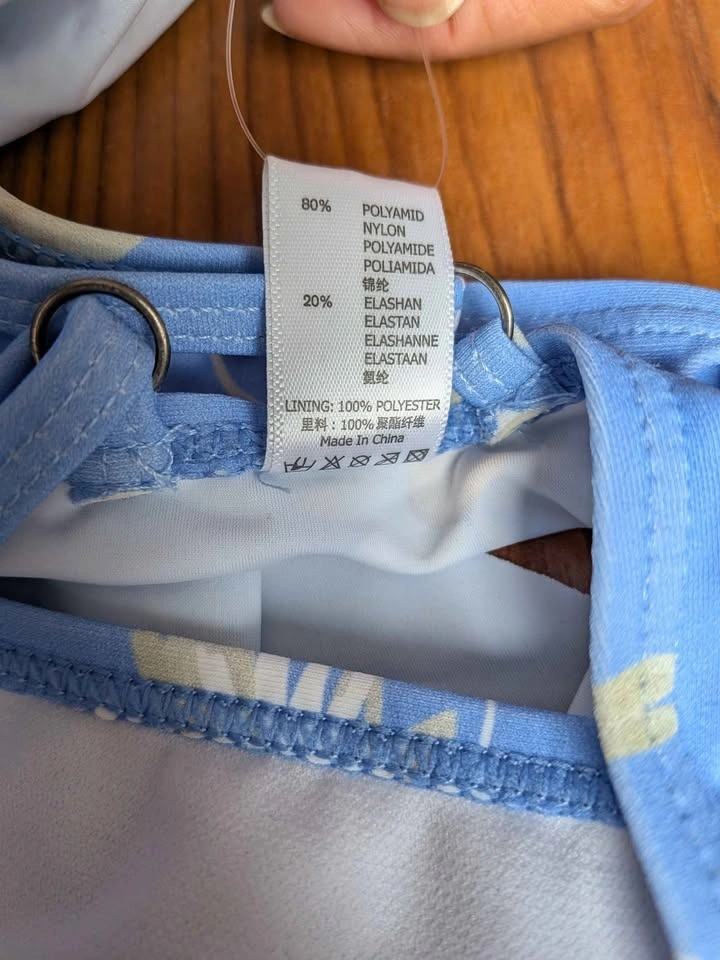 80% POLYAMID
NYLON
POLYAMIDE
POLIAMIDA
锦纶
20% ELASHAN
ELASTAN
ELASHANNE
ELASTAAN
氨纶
LINING: 100% POLYESTER
里料：100% 聚酯纤维
Made In China